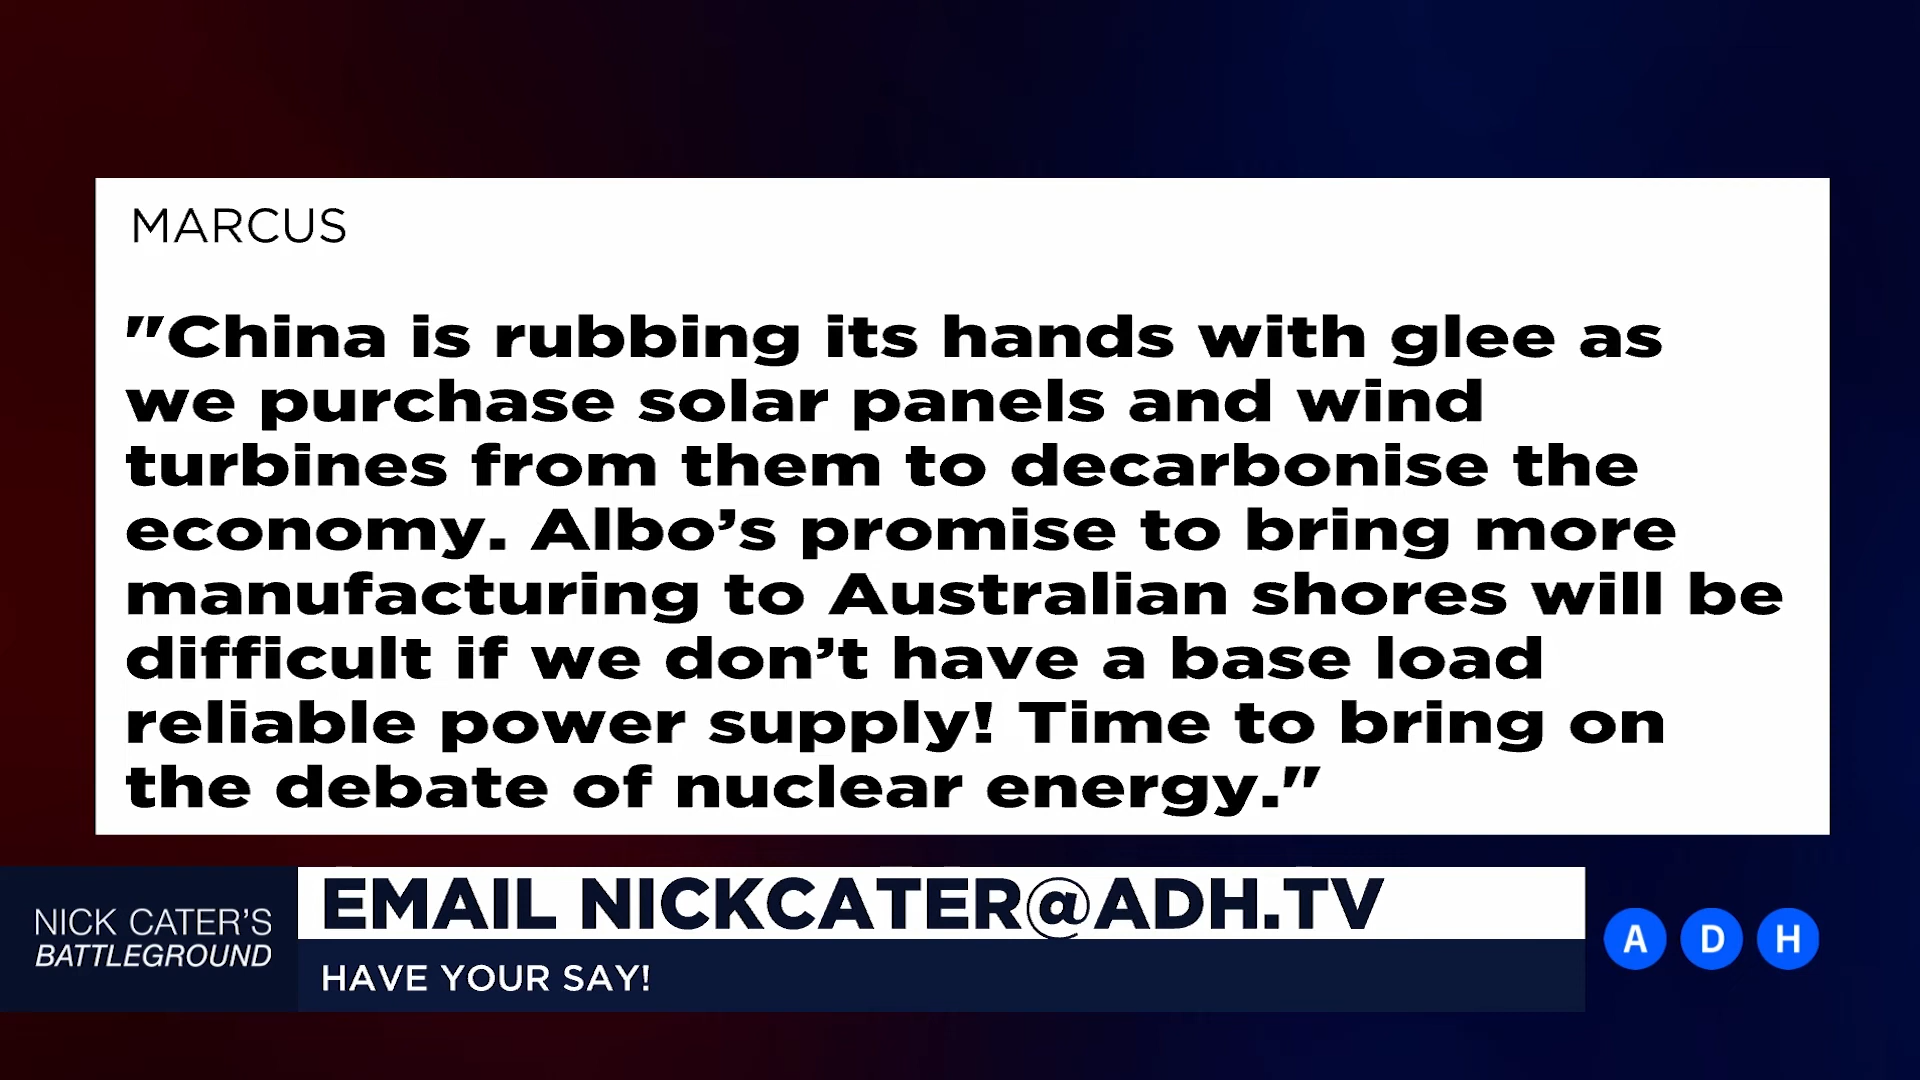 MARCUS
"China is rubbing its hands with glee as
we purchase solar panels and wind
turbines from them to decarbonise the
economy. Albo’s promise to bring more
manufacturing to Australian shores will be
difficult if we don’t have a base load
reliable power supply! Time to bring on
the debate of nuclear energy."
NICK CATER’S
BATTLEGROUND
EMAIL NICKCATER@ADH.TV
HAVE YOUR SAY!
A D H